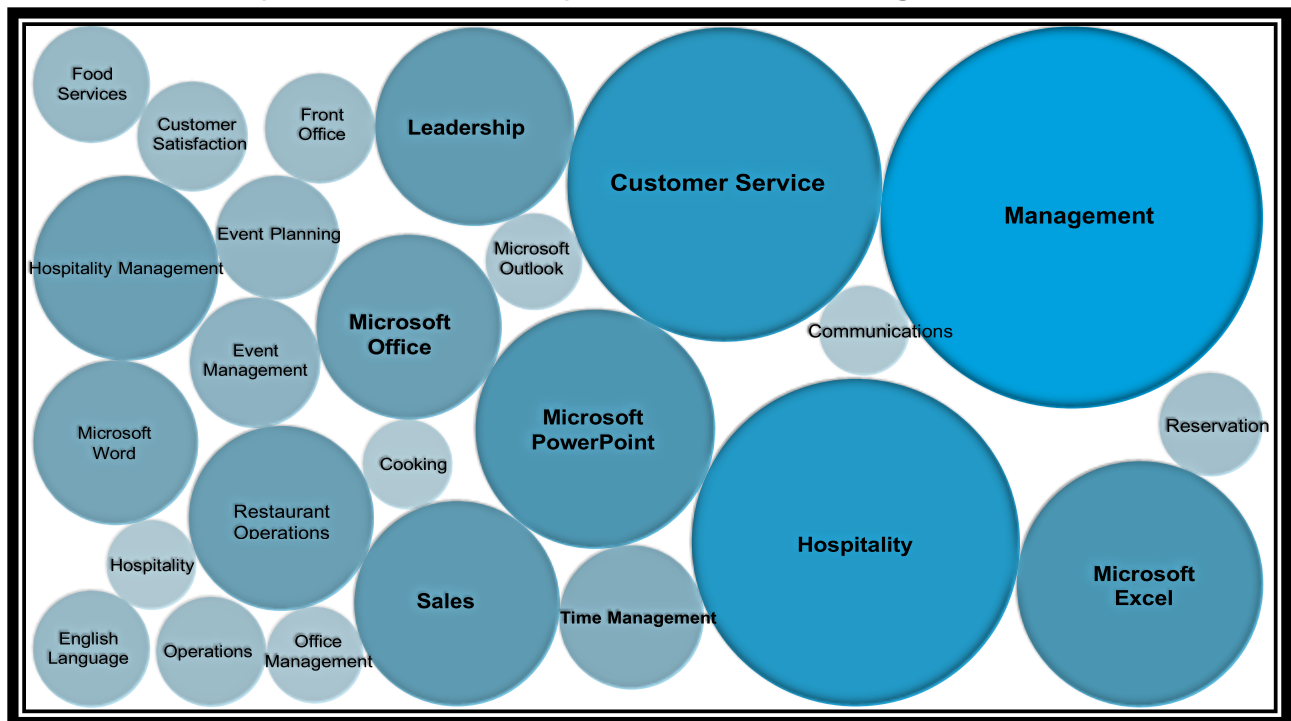 Food
Services
Customer
Satisfaction
Front
Office
Leadership
Customer Service
Management
Hospitality Management
Event Planning
Microsoft
Outlook
Microsoft
Office
Communications
Event
Management
Microsoft
Word
Cooking
Microsoft
PowerPoint
Reservation
Restaurant
Operations
Hospitality
Hospitality
Microsoft
Excel
Sales
Time Management
English
Language
Operations
Office
Management